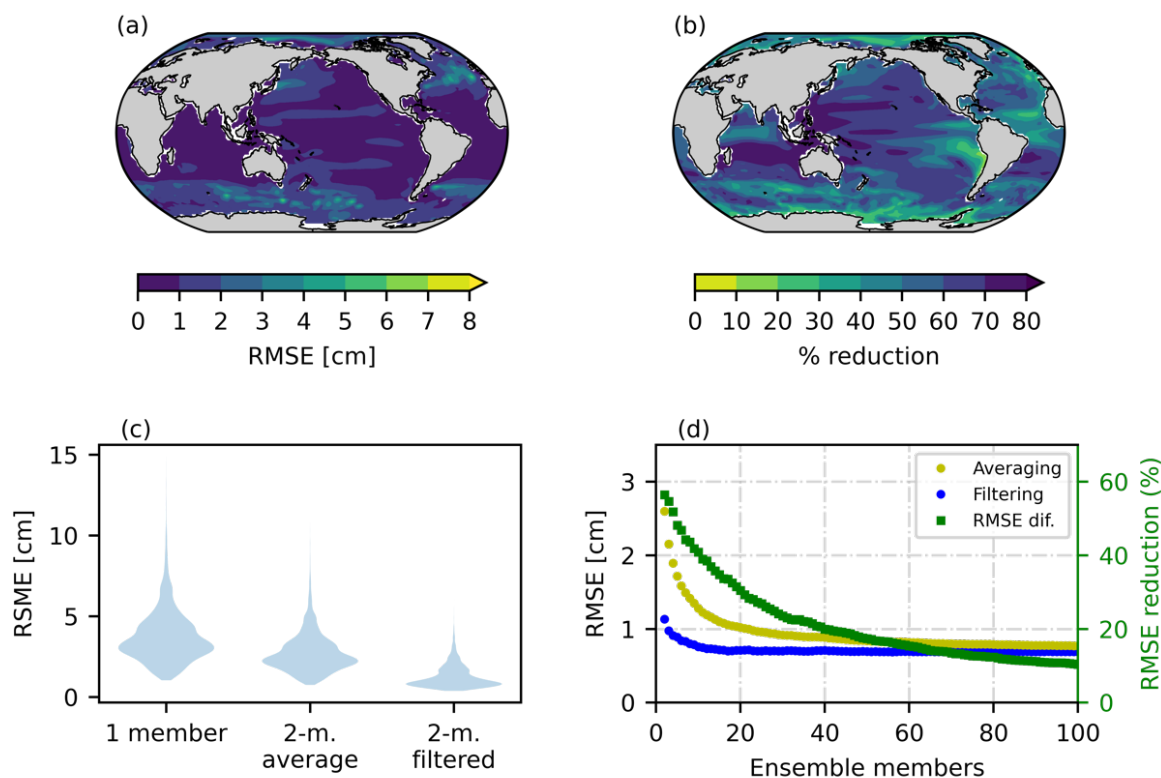 (a)
(b)
0 1 2 3 4 5 6 7 8
RMSE [cm]
0 10 20 30 40 50 60 70 80
% reduction
(c)
RSME [cm]
15
10
5
0
1 member
2-m.
average
2-m.
filtered
(d)
RMSE [cm]
3
2
1
0
Averaging
Filtering
RMSE dif.
60
40
20
0
RMSE reduction (%)
0 20 40 60 80 100
Ensemble members